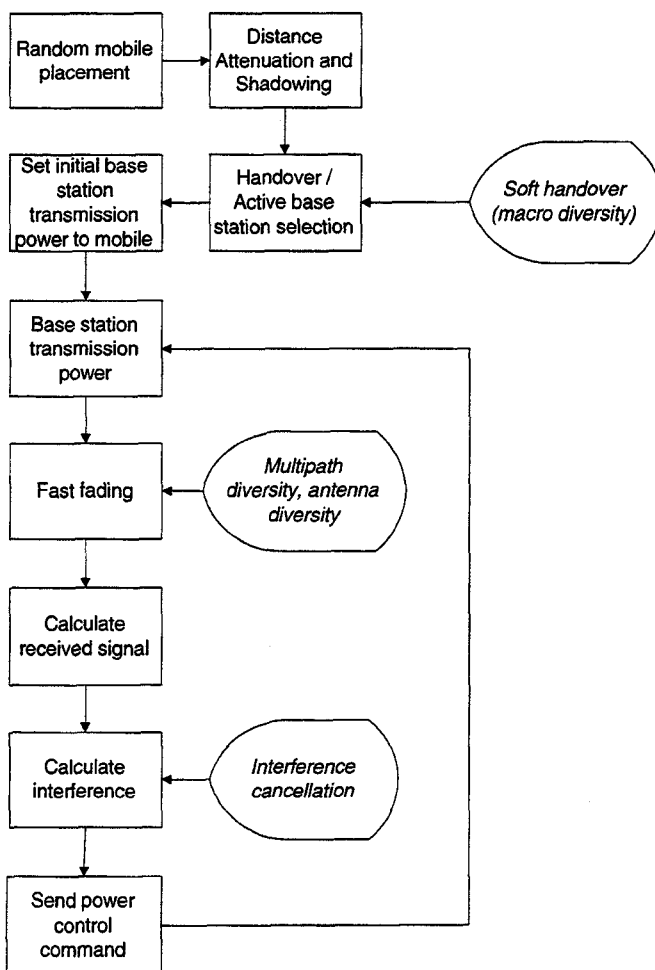 Random mobile
placement
Distance
Attenuation and
Shadowing
Set initial base
station
transmission
power to mobile
Handover /
Active base
station selection
Soft handover
(macro diversity)
Base station
transmission
power
Fast fading
Multipath
diversity, antenna
diversity
Calculate
received signal
Calculate
interference
Interference
cancellation
Send power
control
command